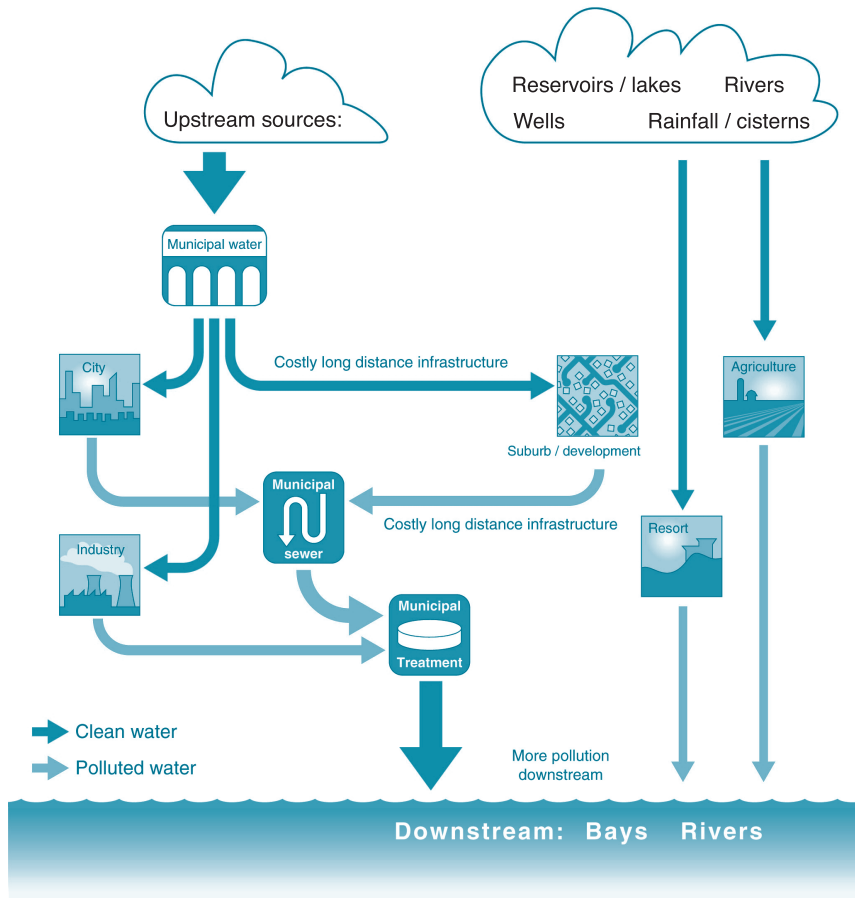 Upstream sources:
Reservoirs / lakes Rivers
Wells Rainfall / cisterns
Municipal water
City
Costly long distance infrastructure
Agriculture
Suburb / development
Municipal
sewer
Costly long distance infrastructure
Resort
Industry
Municipal
Treatment
Clean water
Polluted water
More pollution
downstream
Downstream: Bays Rivers